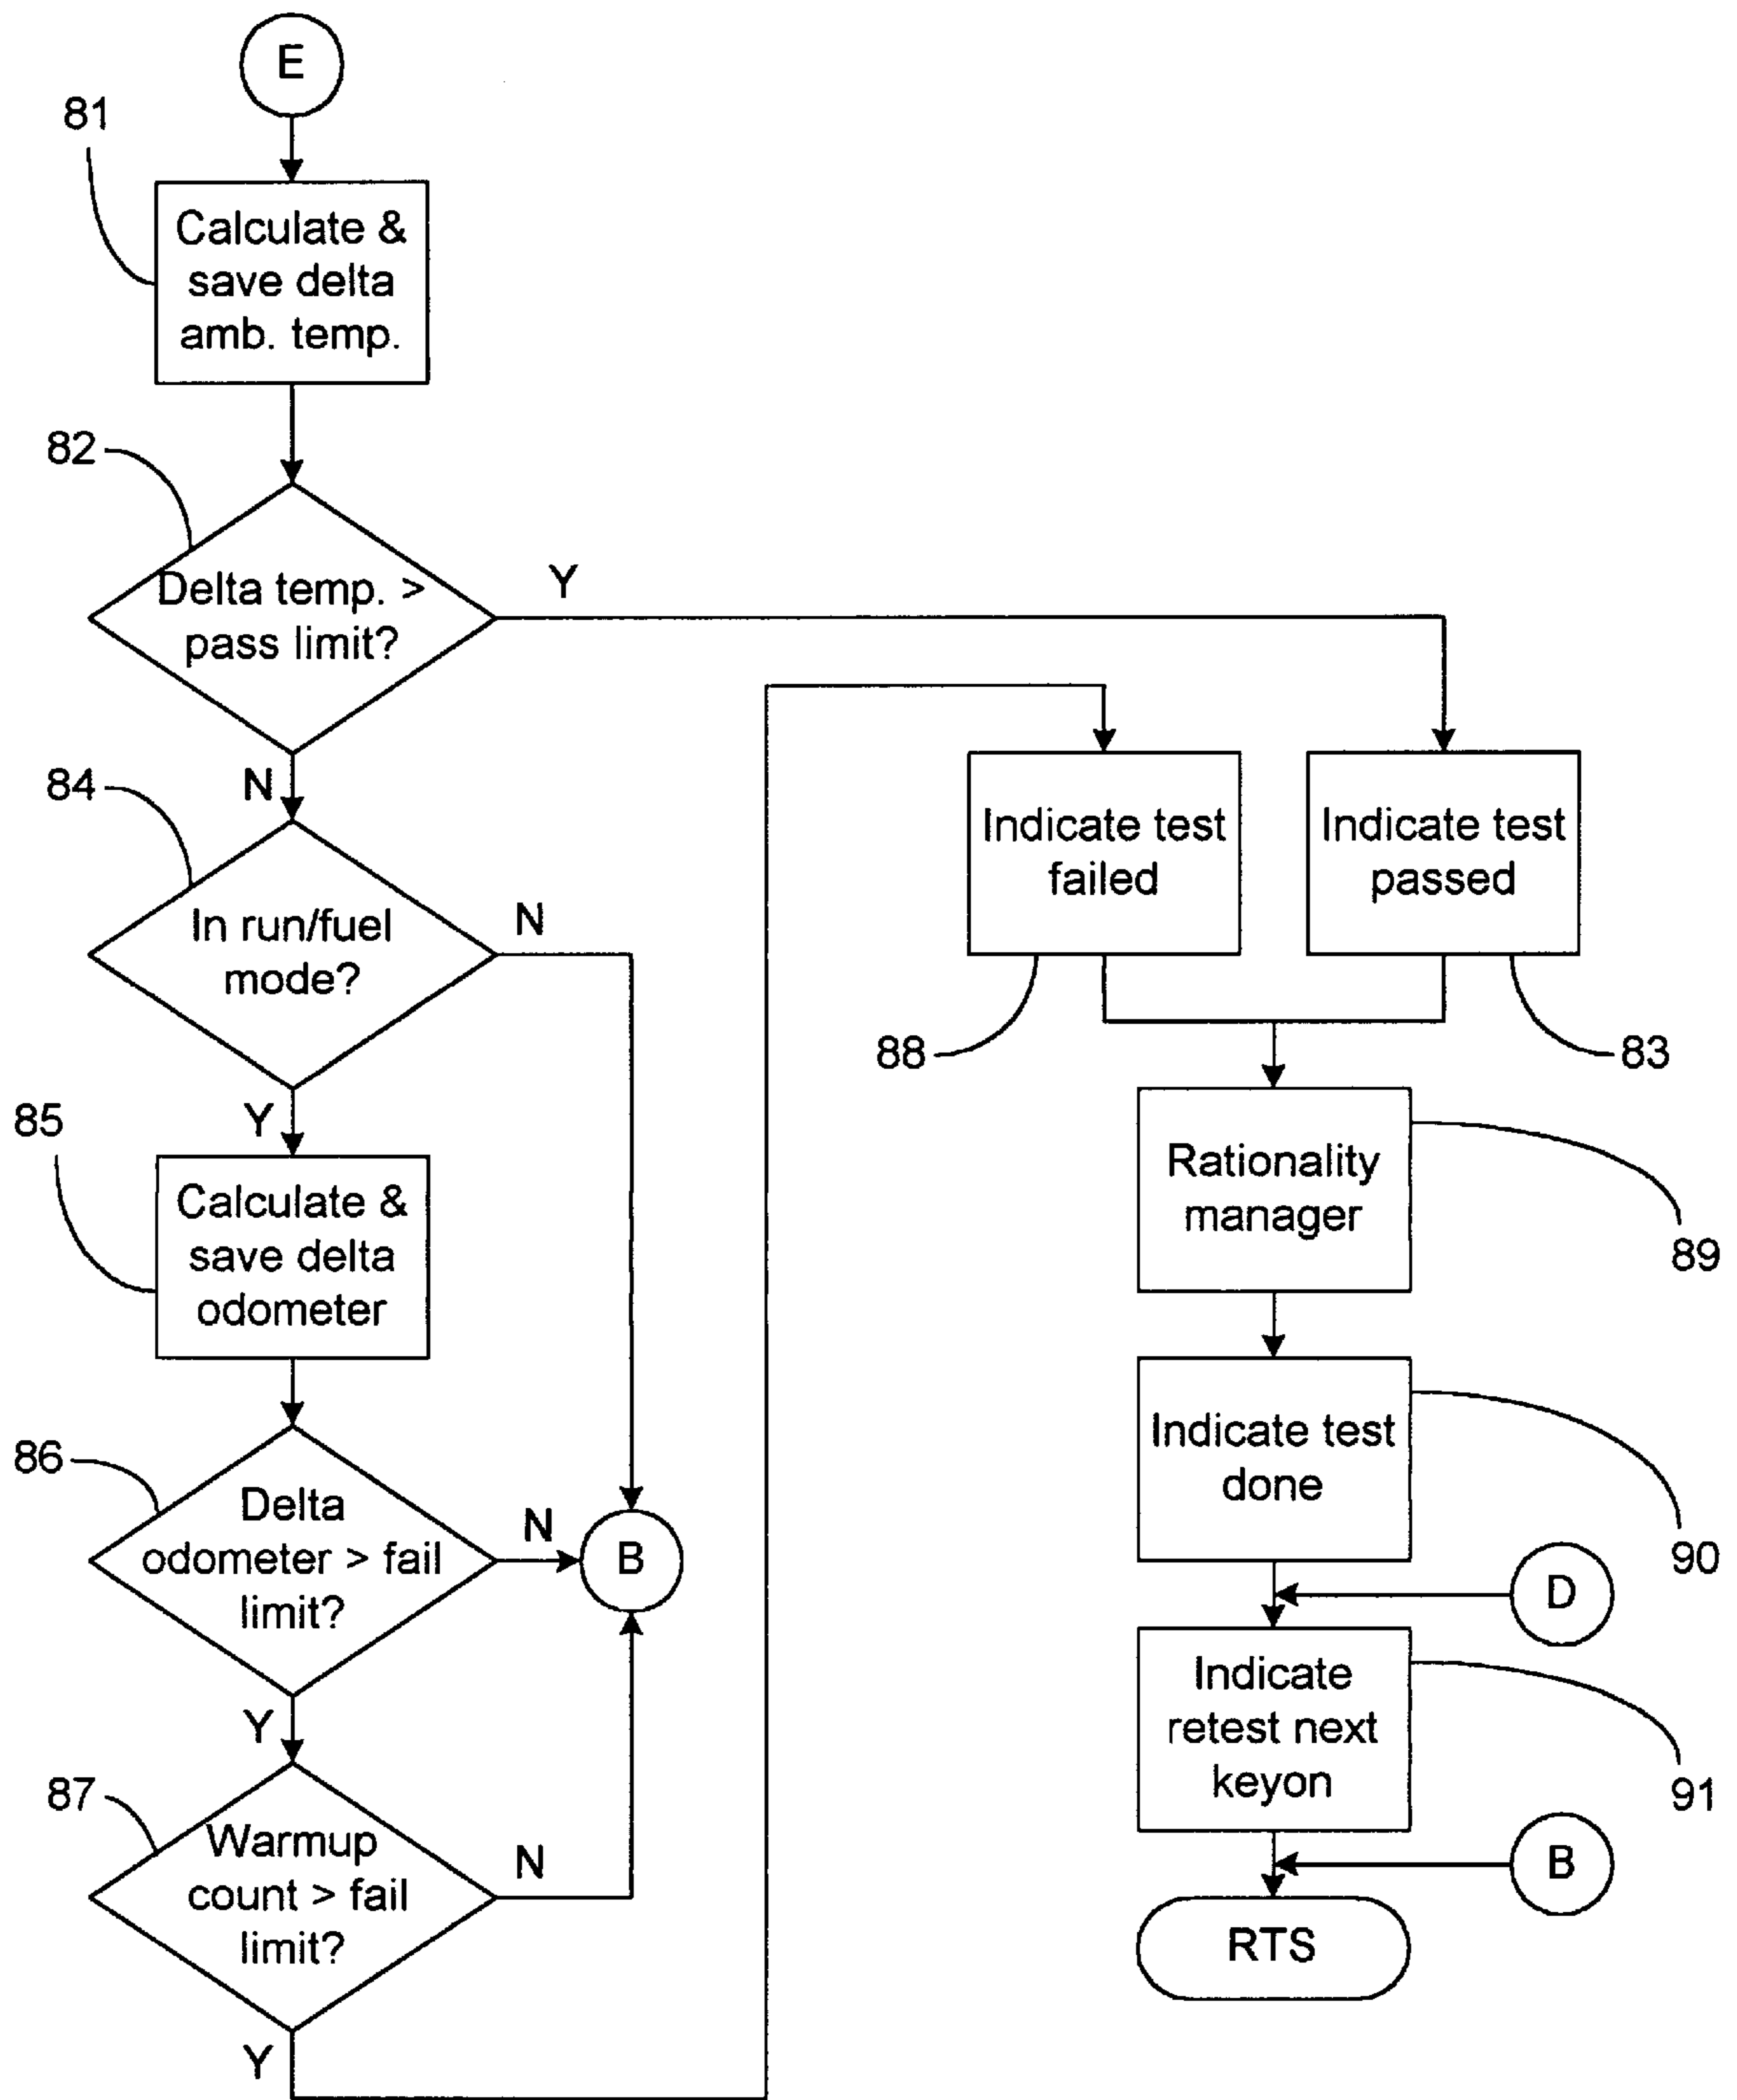 E
81
Calculate &
save delta
amb. temp.
82
Delta temp. >
pass limit?
Y
N
84
In run/fuel
mode?
N
Y
85
Calculate &
save delta
odometer
86
Delta
odometer > fail
limit?
N
B
Y
87
Warmup
count > fail
limit?
N
Y
Indicate test
failed
88
Indicate test
passed
83
Rationality
manager
89
Indicate test
done
90
D
Indicate
retest next
keyon
91
B
RTS